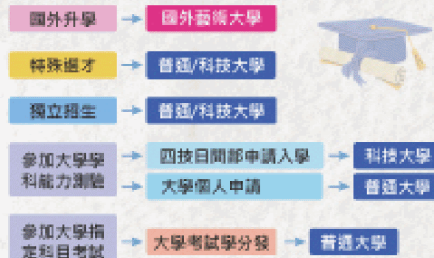 國外升學
國外藝術大學
特殊選才
普通/科技大學
獨立招生
普通/科技大學
參加大學學
科能力測驗
四技日間部申請入學
科技大學
大學個人申請
普通大學
參加大學指
定科目考試
大學考試學分發
普通大學